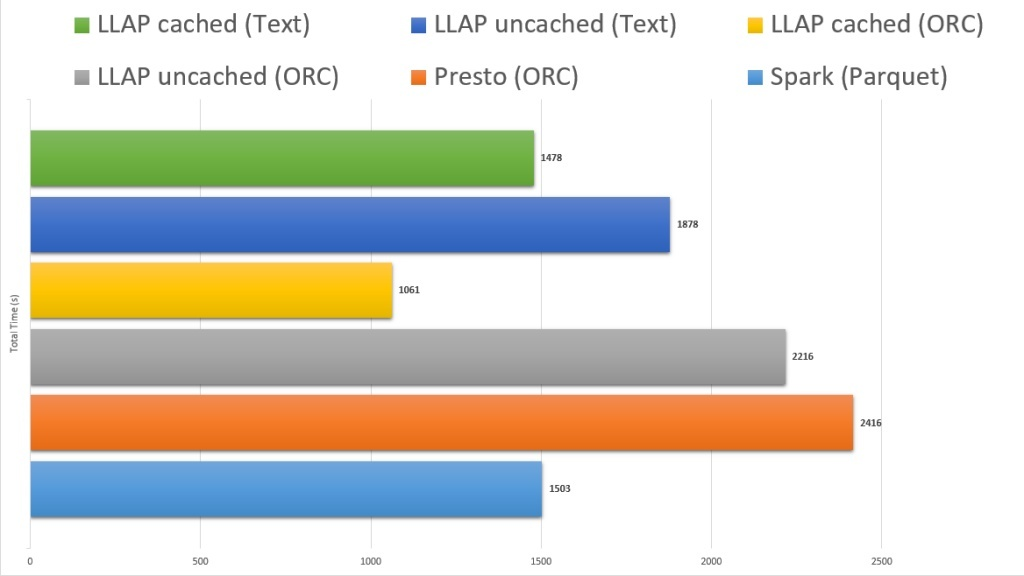 LLAP cached (Text) LLAP uncached (Text) LLAP cached (ORC)
LLAP uncached (ORC) Presto (ORC) Spark (Parquet)
Total Time (s)
1478
1878
1061
2216
2416
1503
0 500 1000 1500 2000 2500